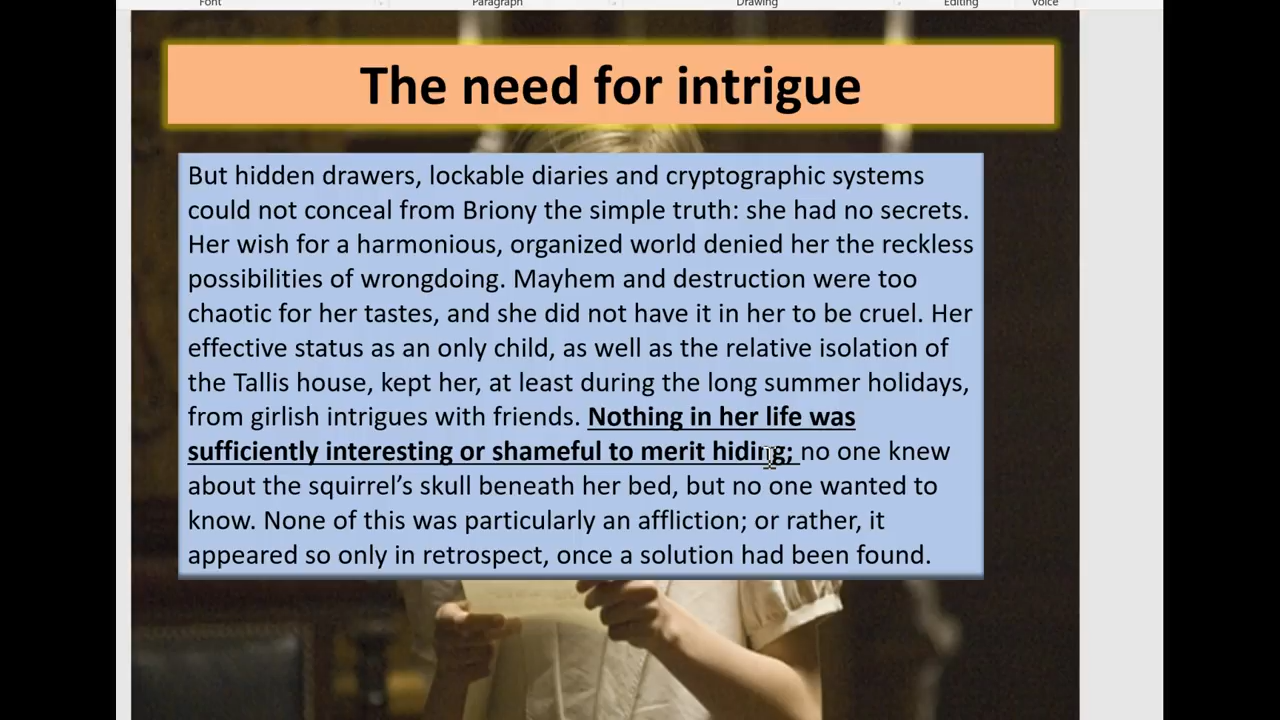 Font Paragraph Drawing Editing Voice
The need for intrigue
But hidden drawers, lockable diaries and cryptographic systems
could not conceal from Briony the simple truth: she had no secrets.
Her wish for a harmonious, organized world denied her the reckless
possibilities of wrongdoing. Mayhem and destruction were too
chaotic for her tastes, and she did not have it in her to be cruel. Her
effective status as an only child, as well as the relative isolation of
the Tallis house, kept her, at least during the long summer holidays,
from girlish intrigues with friends. Nothing in her life was
sufficiently interesting or shameful to merit hiding; no one knew
about the squirrel’s skull beneath her bed, but no one wanted to
know. None of this was particularly an affliction; or rather, it
appeared so only in retrospect, once a solution had been found.